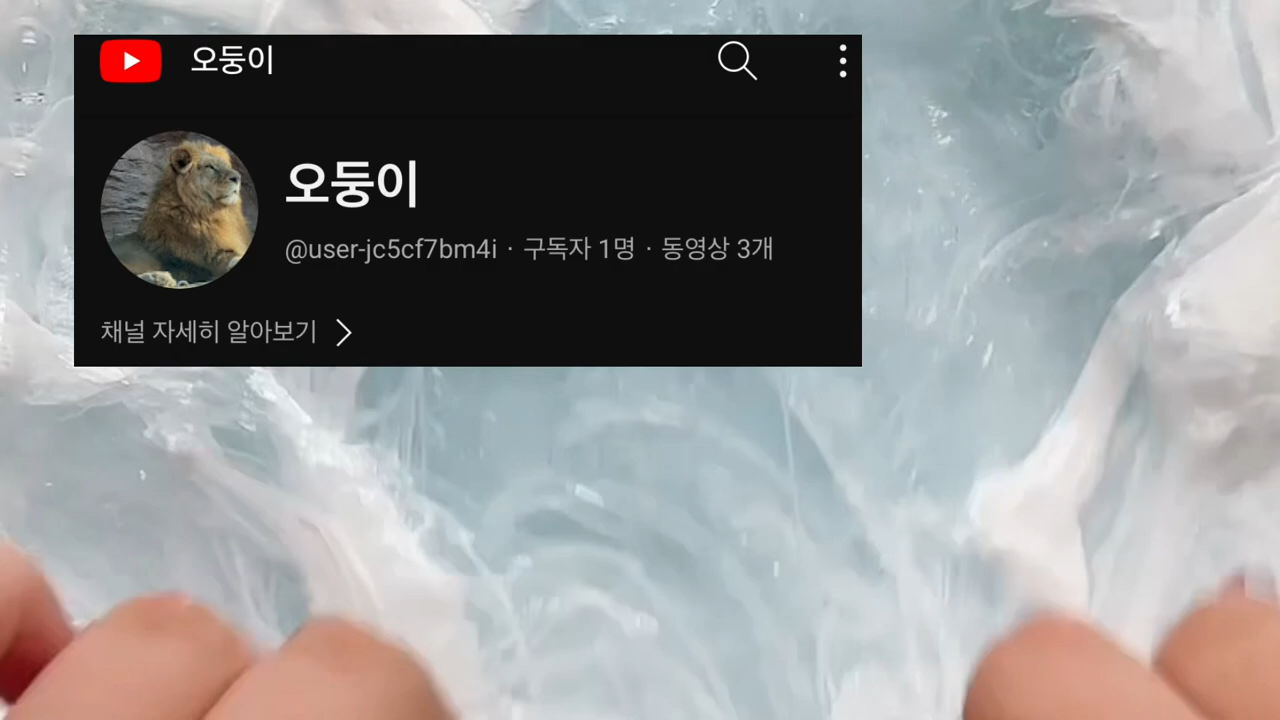 오둥이
오둥이
@user-jc5cf7bm4i · 구독자 1명 · 동영상 3개
채널 자세히 알아보기